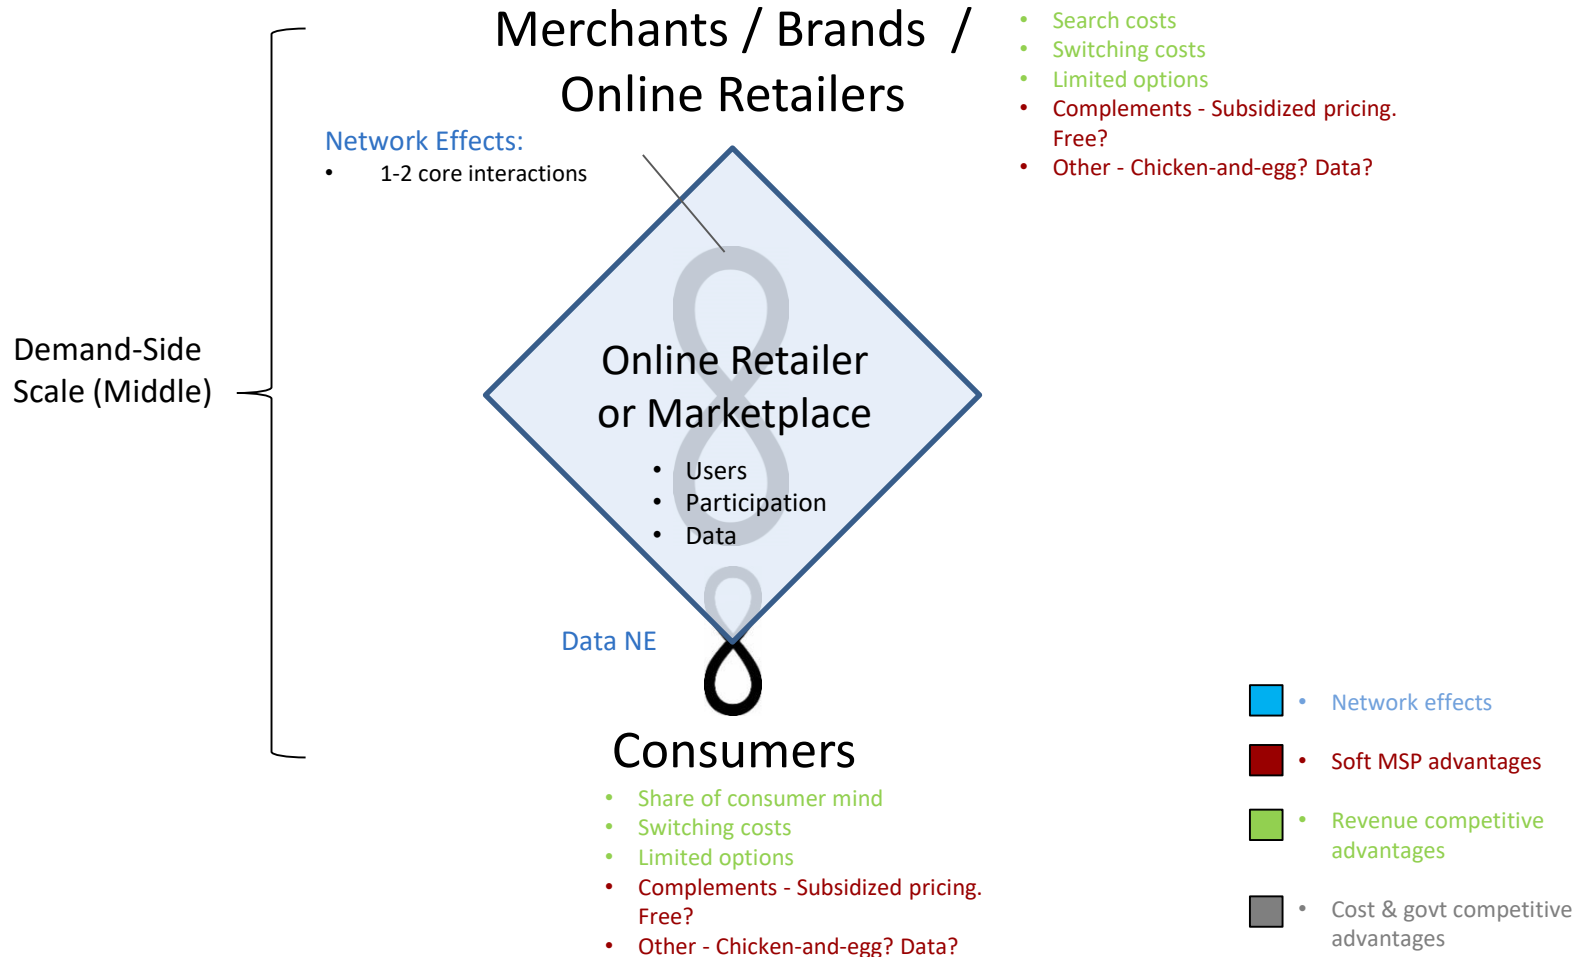 Merchants / Brands /
Online Retailers
• Search costs
• Switching costs
• Limited options
• Complements - Subsidized pricing.
Free?
• Other - Chicken-and-egg? Data?
Network Effects:
• 1-2 core interactions
Demand-Side
Scale (Middle)
Online Retailer
or Marketplace
• Users
• Participation
• Data
Data NE
Consumers
• Share of consumer mind
• Switching costs
• Limited options
• Complements - Subsidized pricing.
Free?
• Other - Chicken-and-egg? Data?
• Network effects
• Soft MSP advantages
• Revenue competitive
advantages
• Cost & govt competitive
advantages